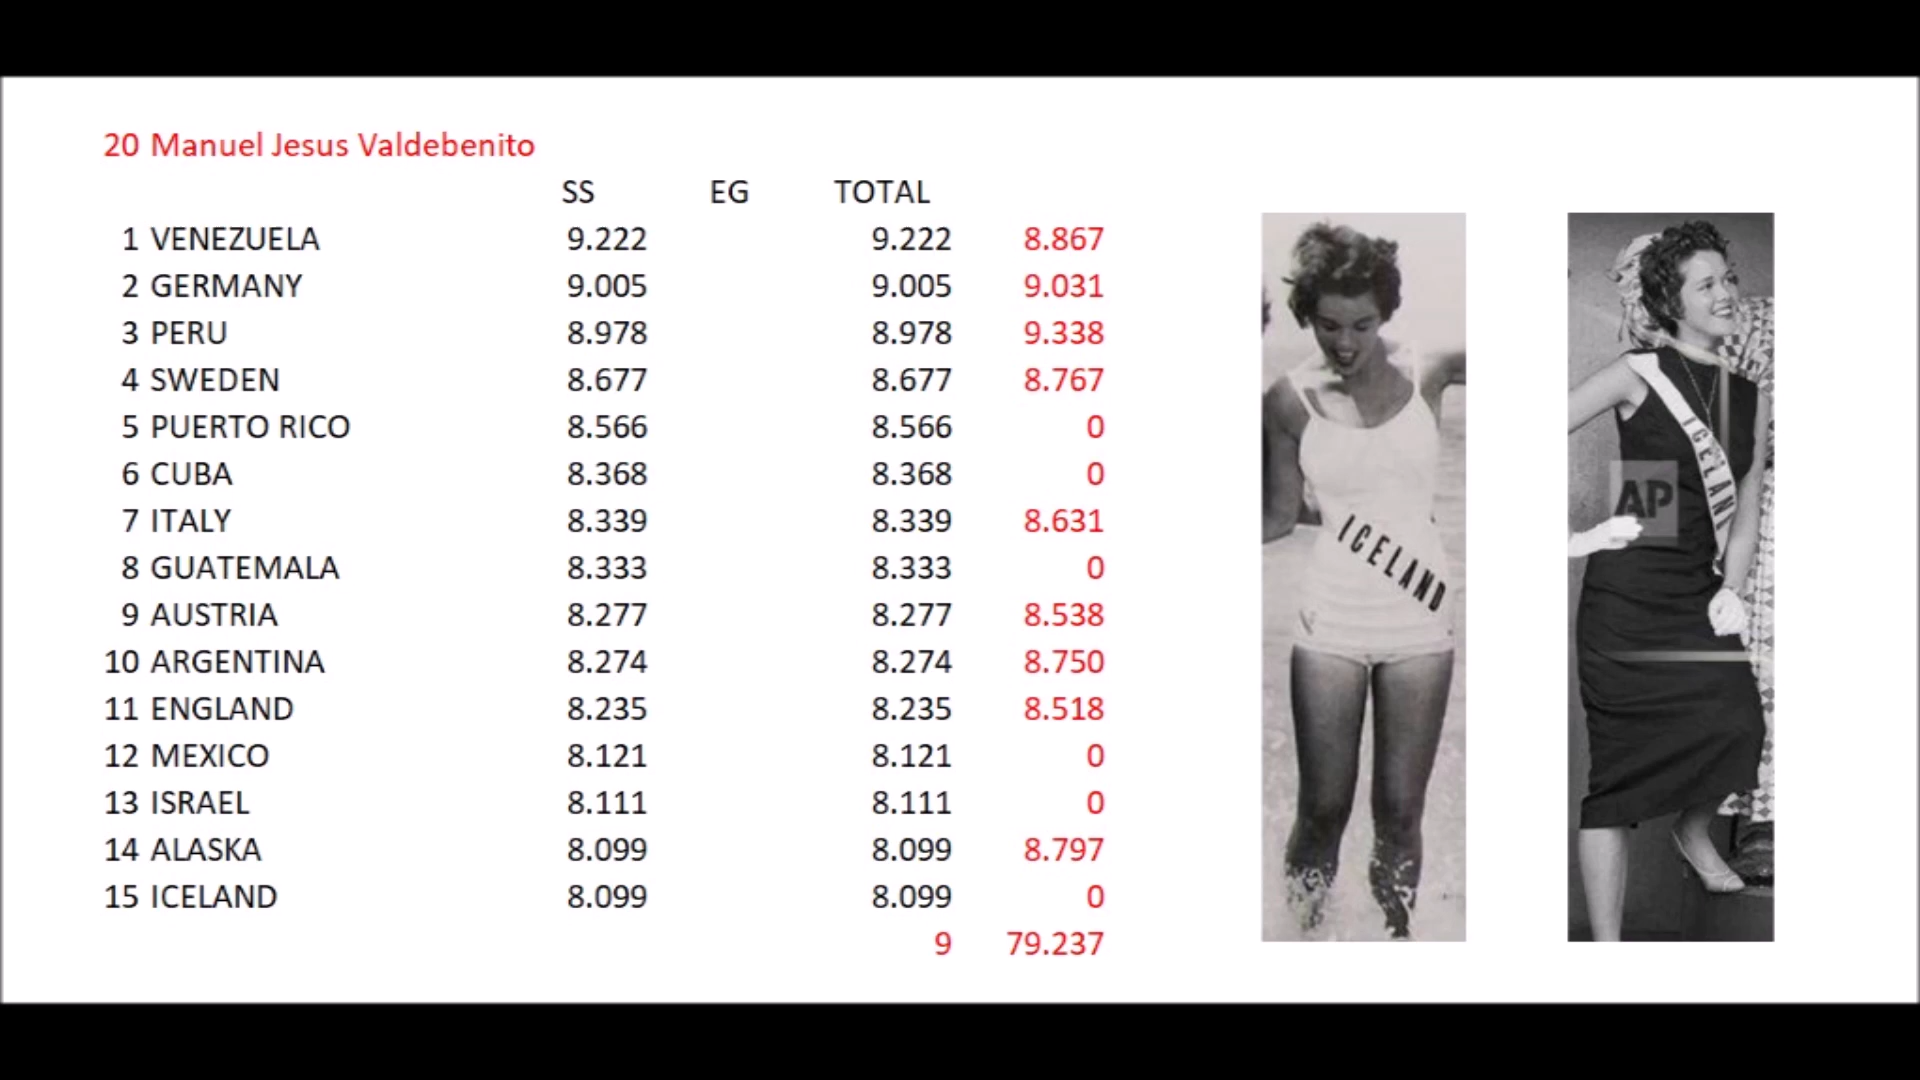 20 Manuel Jesus Valdebenito
SS EG TOTAL
1 VENEZUELA 9.222 9.222 8.867
2 GERMANY 9.005 9.005 9.031
3 PERU 8.978 8.978 9.338
4 SWEDEN 8.677 8.677 8.767
5 PUERTO RICO 8.566 8.566 0
6 CUBA 8.368 8.368 0
7 ITALY 8.339 8.339 8.631
8 GUATEMALA 8.333 8.333 0
9 AUSTRIA 8.277 8.277 8.538
10 ARGENTINA 8.274 8.274 8.750
11 ENGLAND 8.235 8.235 8.518
12 MEXICO 8.121 8.121 0
13 ISRAEL 8.111 8.111 0
14 ALASKA 8.099 8.099 8.797
15 ICELAND 8.099 8.099 0
9 79.237
ICELAND
ICELAN
AP